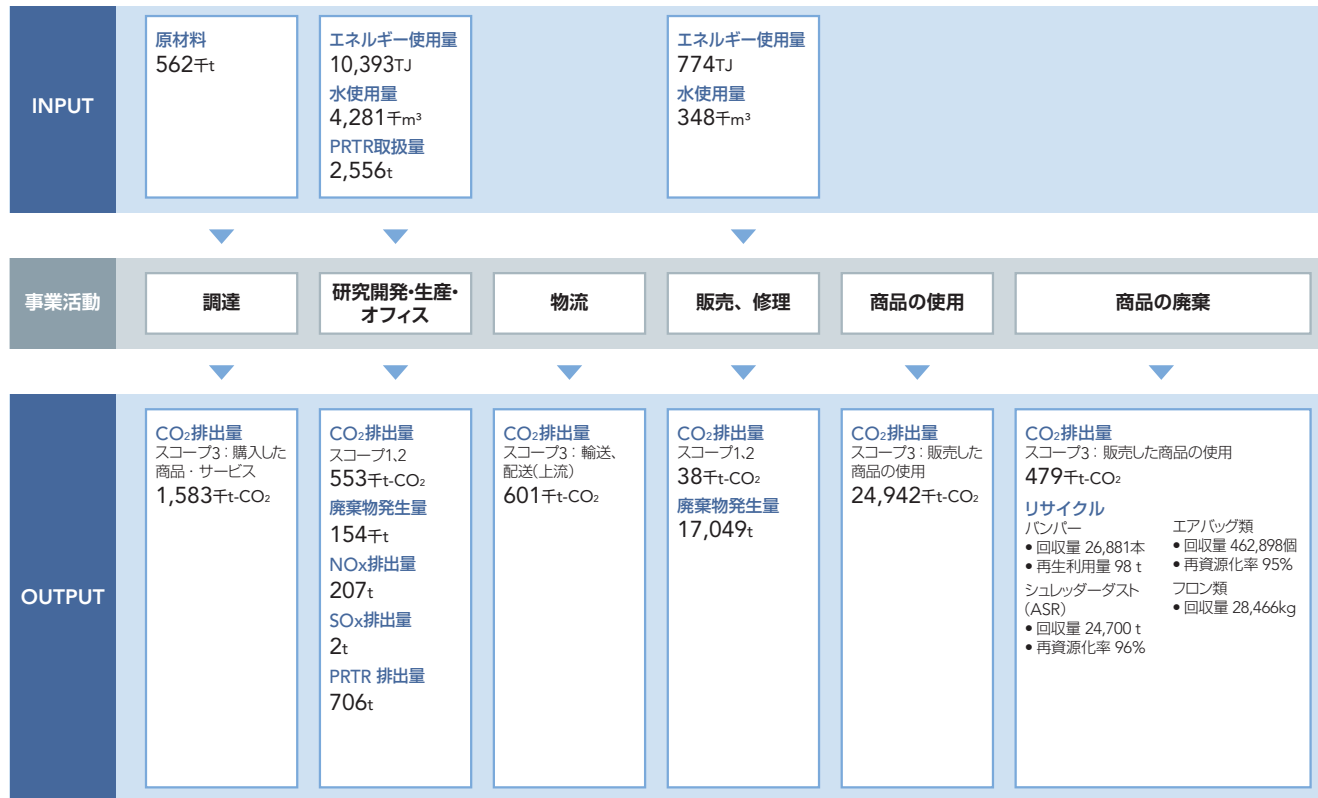 INPUT
原材料
562千t
エネルギー使用量
10,393TJ
水使用量
4,281千m³
PRTR取扱量
2,556t
エネルギー使用量
774TJ
水使用量
348千m³
事業活動
調達
研究開発・生産・
オフィス
物流
販売、修理
商品の使用
商品の廃棄
OUTPUT
CO₂排出量
スコープ3：購入した
商品・サービス
1,583千t-CO₂
CO₂排出量
スコープ1､2
553千t-CO₂
廃棄物発生量
154千t
NOx排出量
207t
SOx排出量
2t
PRTR 排出量
706t
CO₂排出量
スコープ3：輸送、
配送(上流)
601千t-CO₂
CO₂排出量
スコープ1､2
38千t-CO₂
廃棄物発生量
17,049t
CO₂排出量
スコープ3：販売した
商品の使用
24,942千t-CO₂
CO₂排出量
スコープ3：販売した商品の使用
479千t-CO₂
リサイクル
バンパー
• 回収量 26,881本
• 再生利用量 98 t
シュレッダーダスト
(ASR)
• 回収量 24,700 t
• 再資源化率 96%
エアバッグ類
• 回収量 462,898個
• 再資源化率 95%
フロン類
• 回収量 28,466kg